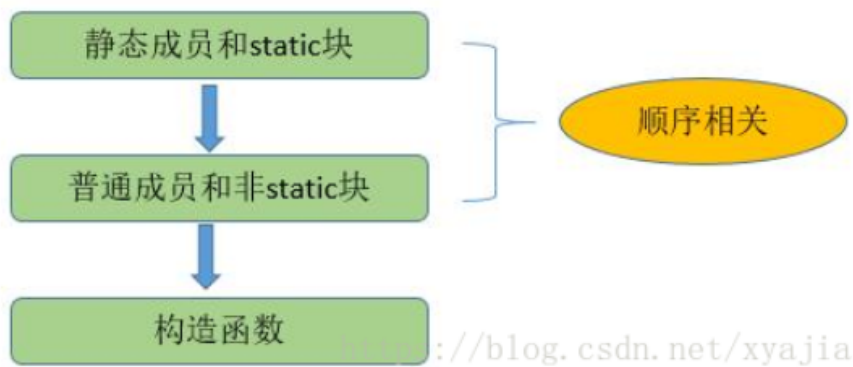 静态成员和static块
顺序相关
普通成员和非static块
构造函数
https://blog.csdn.net/xyajia